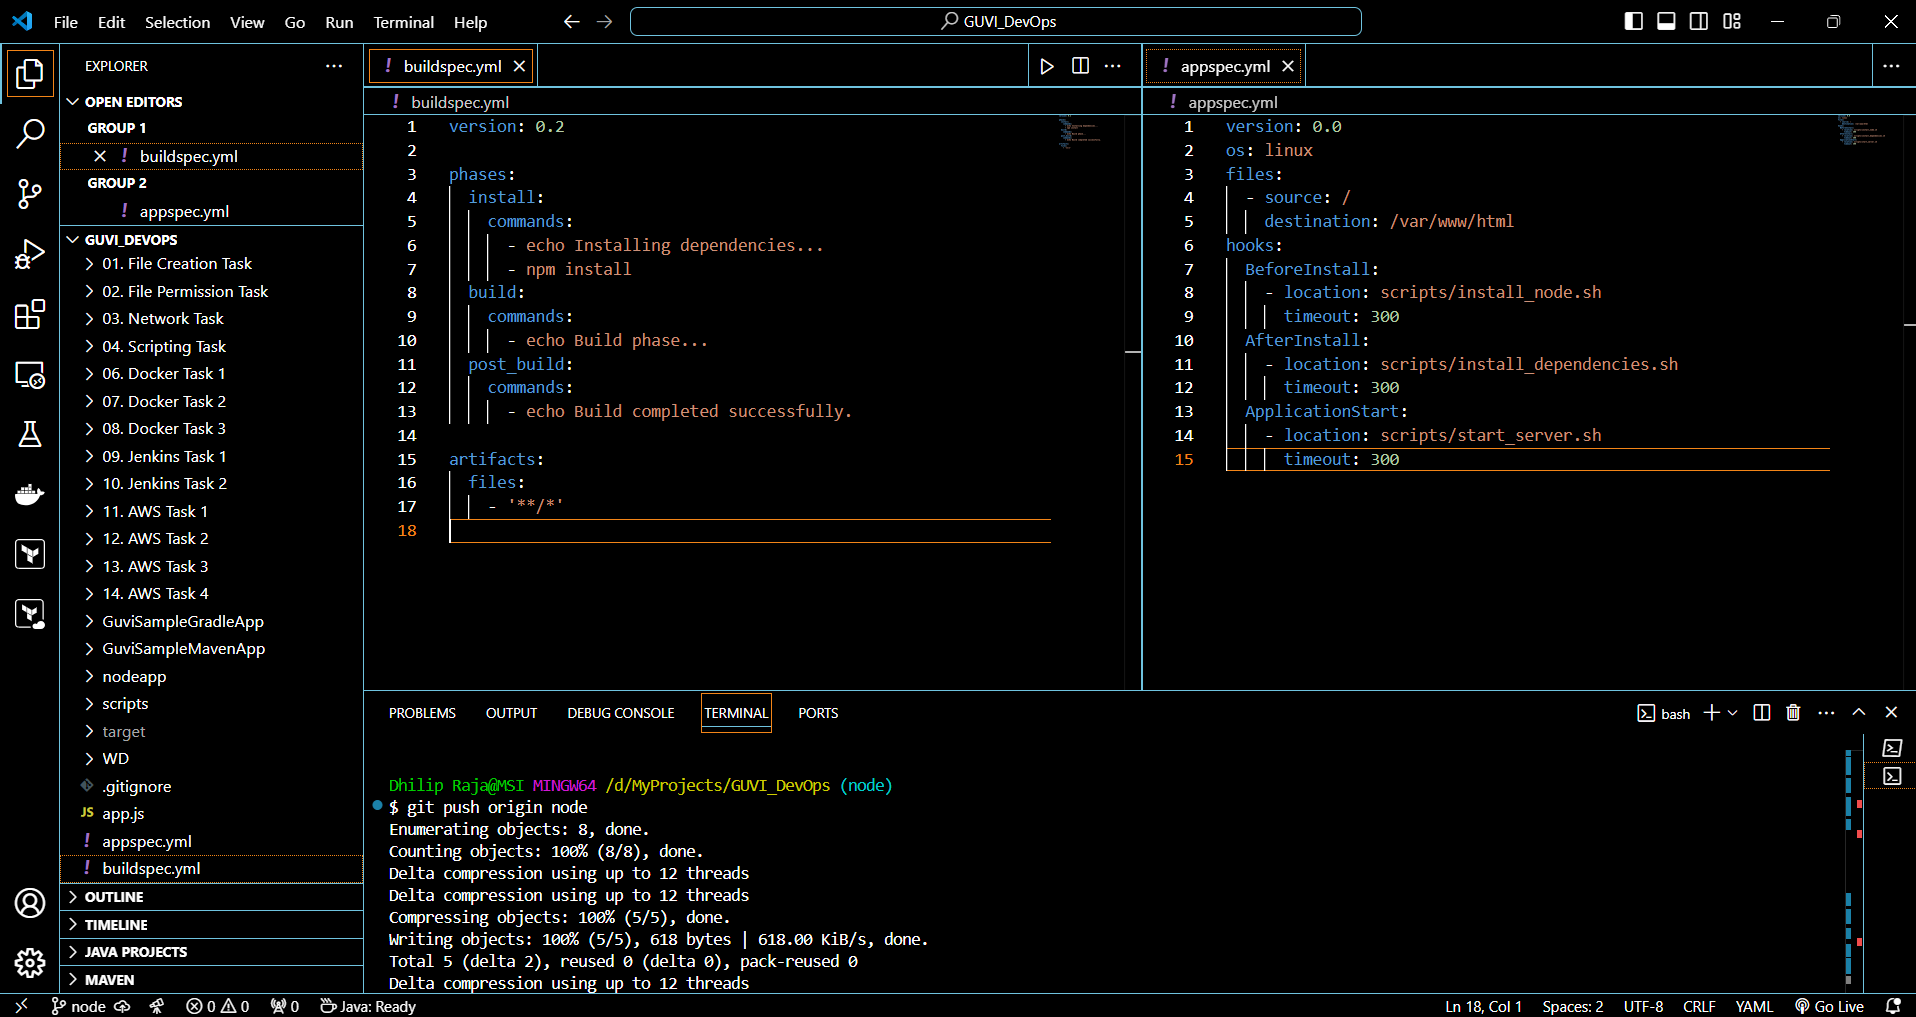 File Edit Selection View Go Run Terminal Help
GUVI_DevOps
EXPLORER
OPEN EDITORS
GROUP 1
! buildspec.yml
GROUP 2
! appspec.yml
GUVI_DEVOPS
01. File Creation Task
02. File Permission Task
03. Network Task
04. Scripting Task
06. Docker Task 1
07. Docker Task 2
08. Docker Task 3
09. Jenkins Task 1
10. Jenkins Task 2
11. AWS Task 1
12. AWS Task 2
13. AWS Task 3
14. AWS Task 4
GuviSampleGradleApp
GuviSampleMavenApp
nodeapp
scripts
target
WD
.gitignore
JS app.js
! appspec.yml
! buildspec.yml
OUTLINE
TIMELINE
JAVA PROJECTS
MAVEN
! buildspec.yml
! buildspec.yml
1 version: 0.2
2
3 phases:
4 install:
5 commands:
6 - echo Installing dependencies...
7 - npm install
8 build:
9 commands:
10 - echo Build phase...
11 post_build:
12 commands:
13 - echo Build completed successfully.
14
15 artifacts:
16 files:
17 - '**/*'
18
! appspec.yml
! appspec.yml
1 version: 0.0
2 os: linux
3 files:
4 - source: /
5 destination: /var/www/html
6 hooks:
7 BeforeInstall:
8 - location: scripts/install_node.sh
9 timeout: 300
10 AfterInstall:
11 - location: scripts/install_dependencies.sh
12 timeout: 300
13 ApplicationStart:
14 - location: scripts/start_server.sh
15 timeout: 300
PROBLEMS OUTPUT DEBUG CONSOLE TERMINAL PORTS
bash
Dhilip Raja@MSI MINGW64 /d/MyProjects/GUVI_DevOps (node)
$ git push origin node
Enumerating objects: 8, done.
Counting objects: 100% (8/8), done.
Delta compression using up to 12 threads
Delta compression using up to 12 threads
Compressing objects: 100% (5/5), done.
Writing objects: 100% (5/5), 618 bytes | 618.00 KiB/s, done.
Total 5 (delta 2), reused 0 (delta 0), pack-reused 0
Delta compression using up to 12 threads
node 0 0 0 Java: Ready
Ln 18, Col 1 Spaces: 2 UTF-8 CRLF YAML Go Live